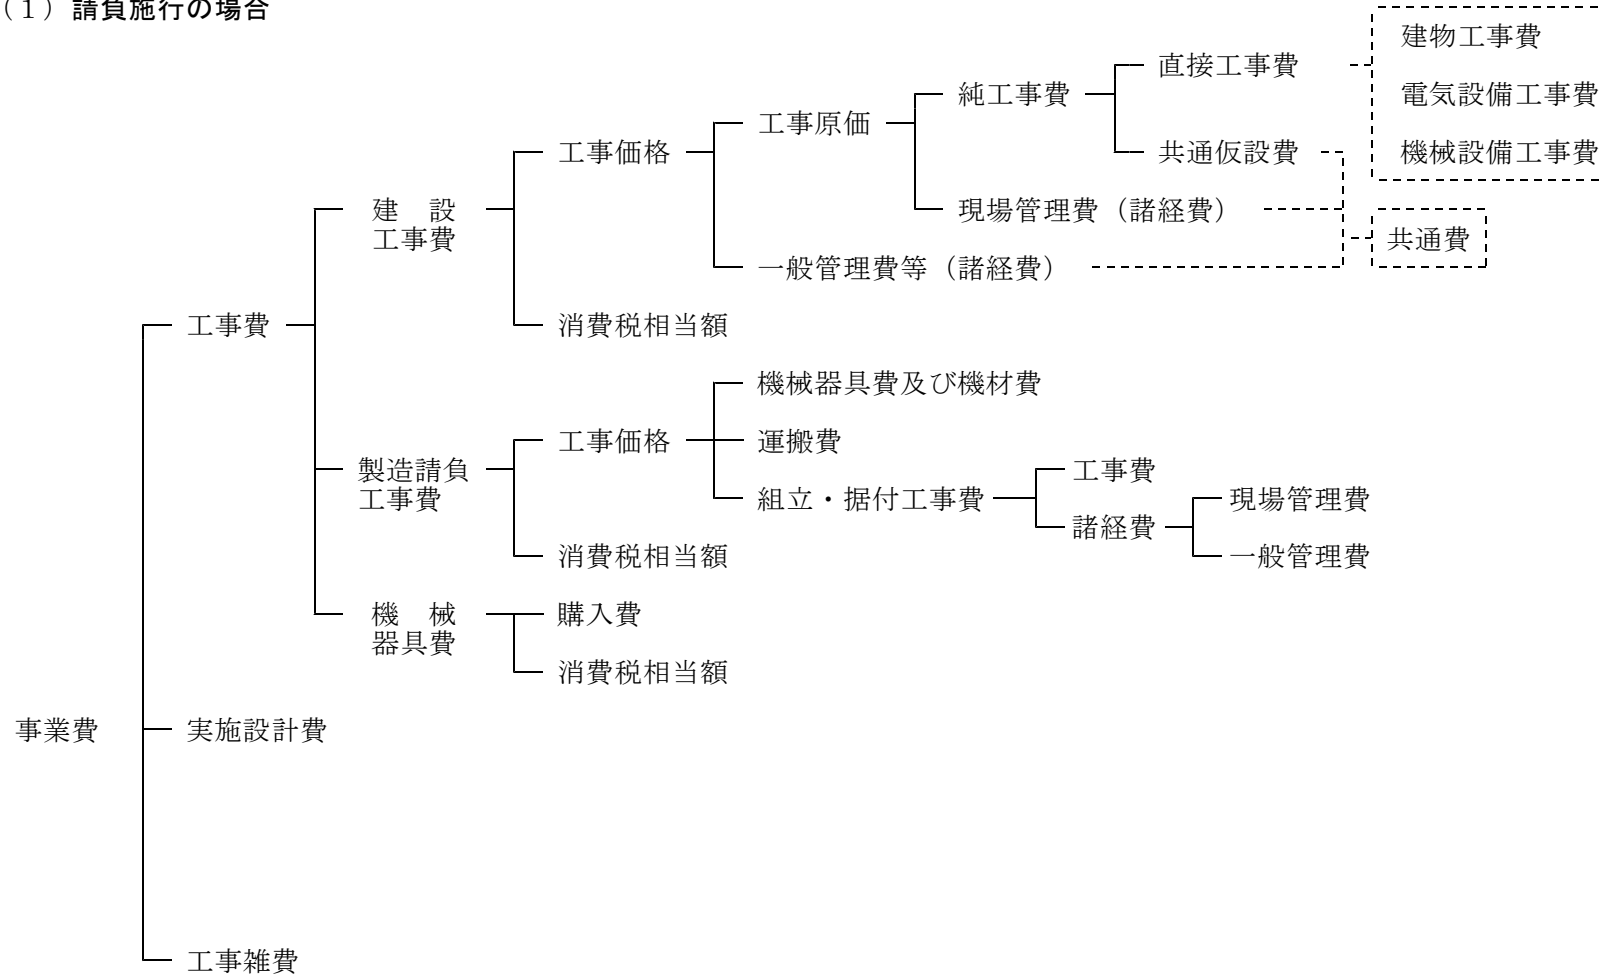 （１）請負施行の場合
建物工事費
直接工事費
電気設備工事費
純工事費
工事原価
機械設備工事費
共通仮設費
工事価格
建　設
工事費
現場管理費（諸経費）
共通費
一般管理費等（諸経費）
工事費
消費税相当額
機械器具費及び機材費
工事価格
運搬費
製造請負
工事費
工事費
組立・据付工事費
現場管理費
諸経費
一般管理費
消費税相当額
機　械
器具費
購入費
消費税相当額
事業費
実施設計費
工事雑費